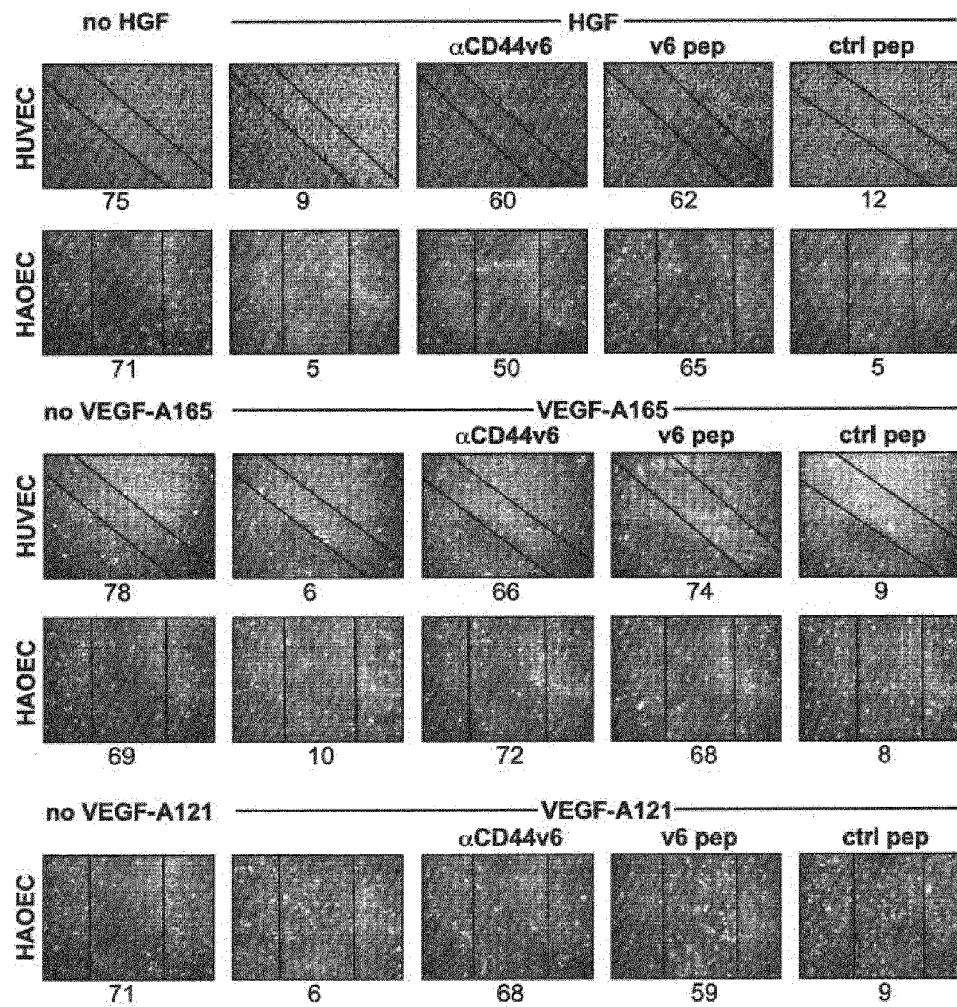 no HGF HGF
αCD44v6 v6 pep ctrl pep
HUVEC
75 9 60 62 12
HAOEC
71 5 50 65 5
no VEGF-A165 VEGF-A165
αCD44v6 v6 pep ctrl pep
HUVEC
78 6 66 74 9
HAOEC
69 10 72 68 8
no VEGF-A121 VEGF-A121
αCD44v6 v6 pep ctrl pep
HAOEC
71 6 68 59 9